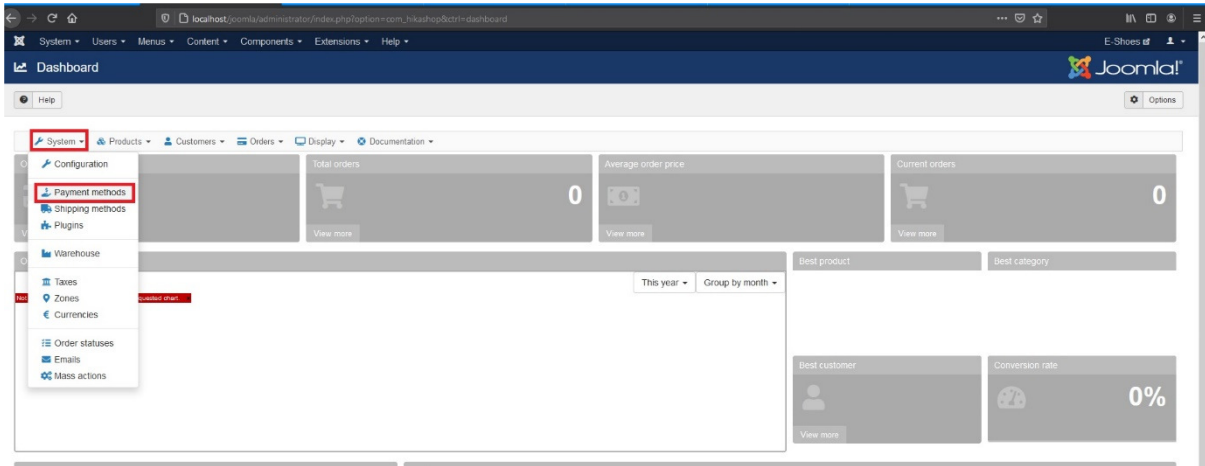 localhost/joomla/administrator/index.php?option=com_hikashop&ctrl=dashboard
System Users Menus Content Components Extensions Help E-Shoes
Dashboard Joomla!
Help Options
System Products Customers Orders Display Documentation
Configuration
Payment methods
Shipping methods
Plugins
Warehouse
Taxes
Zones
€ Currencies
Order statuses
Emails
Mass actions
Total orders Average order price Current orders
0 0
View more View more View more
Best product Best category
This year Group by month
Not quested chart.
Best customer Conversion rate
0%
View more